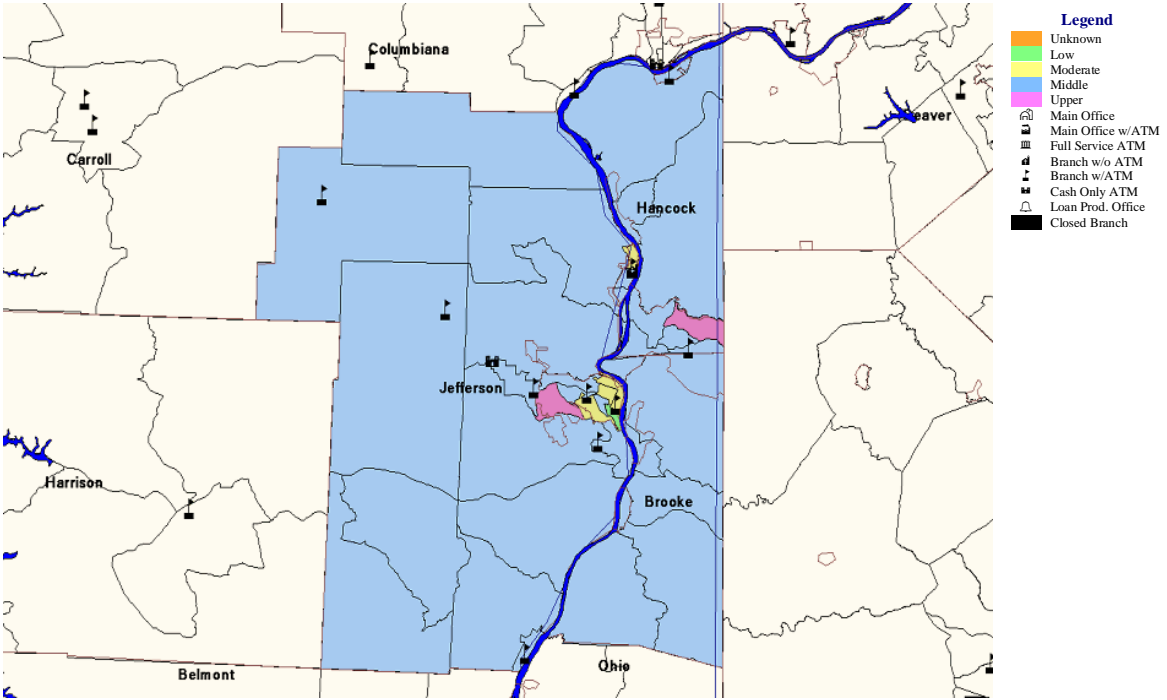 Columbiana
Beaver
Carroll
Hancock
Jefferson
Harrison
Brooke
Ohio
Belmont
Legend
Unknown
Low
Moderate
Middle
Upper
Main Office
Main Office w/ATM
Full Service ATM
Branch w/o ATM
Branch w/ATM
Cash Only ATM
Loan Prod. Office
Closed Branch